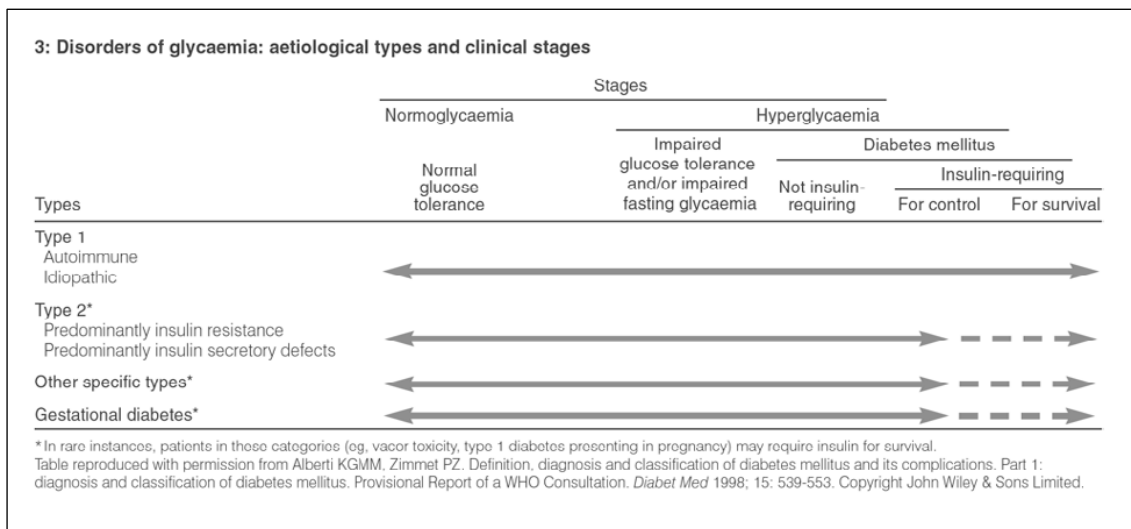 3: Disorders of glycaemia: aetiological types and clinical stages
Stages
Normoglycaemia Hyperglycaemia
Impaired glucose tolerance and/or impaired fasting glycaemia
Diabetes mellitus
Normal glucose tolerance
Not insulin-requiring
Insulin-requiring
Types
For control For survival
Type 1
Autoimmune
Idiopathic
Type 2*
Predominantly insulin resistance
Predominantly insulin secretory defects
Other specific types*
Gestational diabetes*
*In rare instances, patients in these categories (eg, vacor toxicity, type 1 diabetes presenting in pregnancy) may require insulin for survival.
Table reproduced with permission from Alberti KGMM, Zimmet PZ. Definition, diagnosis and classification of diabetes mellitus and its complications. Part 1:
diagnosis and classification of diabetes mellitus. Provisional Report of a WHO Consultation. Diabet Med 1998; 15: 539-553. Copyright John Wiley & Sons Limited.